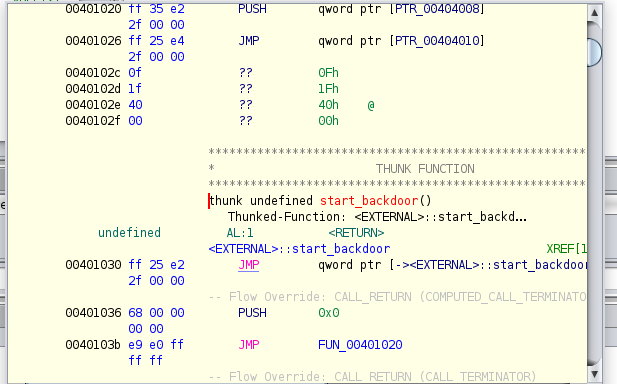 00401020 ff 35 e2 PUSH qword ptr [PTR_00404008]
2f 00 00
00401026 ff 25 e4 JMP qword ptr [PTR_00404010]
2f 00 00
0040102c 0f ?? 0Fh
0040102d 1f ?? 1Fh
0040102e 40 ?? 40h @
0040102f 00 ?? 00h
******************************************************
* THUNK FUNCTION
******************************************************
thunk undefined start_backdoor()
Thunked-Function: <EXTERNAL>::start_backd...
undefined AL:1 <RETURN>
<EXTERNAL>::start_backdoor XREF[1
00401030 ff 25 e2 JMP qword ptr [-><EXTERNAL>::start_backdoor
2f 00 00
-- Flow Override: CALL_RETURN (COMPUTED_CALL_TERMINATO
00401036 68 00 00 PUSH 0x0
00 00
0040103b e9 e0 ff JMP FUN_00401020
ff ff
-- Flow Override: CALL_RETURN (CALL_TERMINATOR)